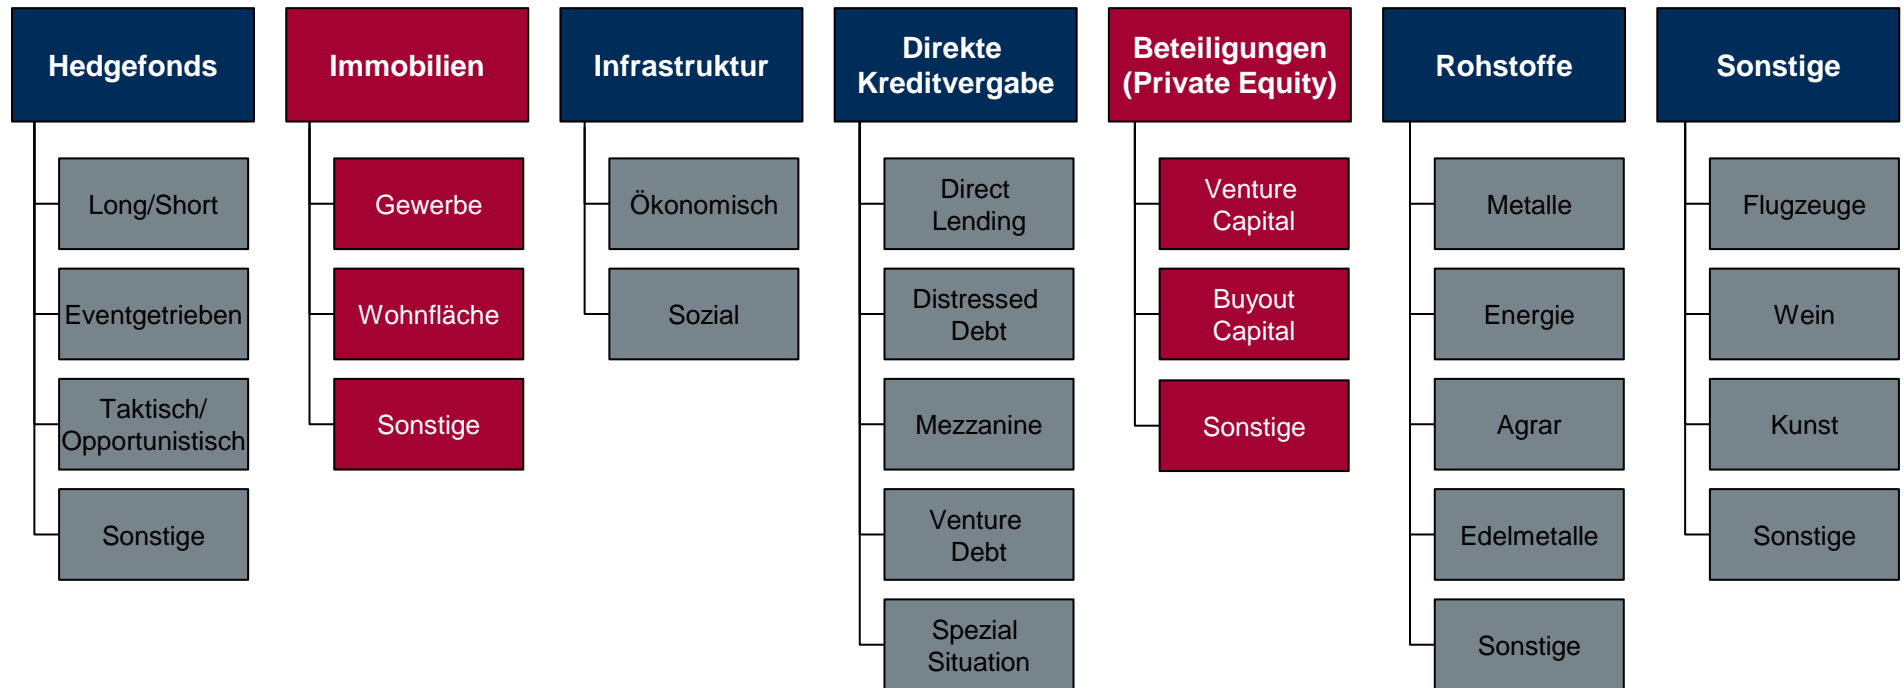 Hedgefonds
Long/Short
Eventgetrieben
Taktisch/
Opportunistisch
Sonstige
Immobilien
Gewerbe
Wohnfläche
Sonstige
Infrastruktur
Ökonomisch
Sozial
Direkte
Kreditvergabe
Direct
Lending
Distressed
Debt
Mezzanine
Venture
Debt
Spezial
Situation
Beteiligungen
(Private Equity)
Venture
Capital
Buyout
Capital
Sonstige
Rohstoffe
Metalle
Energie
Agrar
Edelmetalle
Sonstige
Sonstige
Flugzeuge
Wein
Kunst
Sonstige